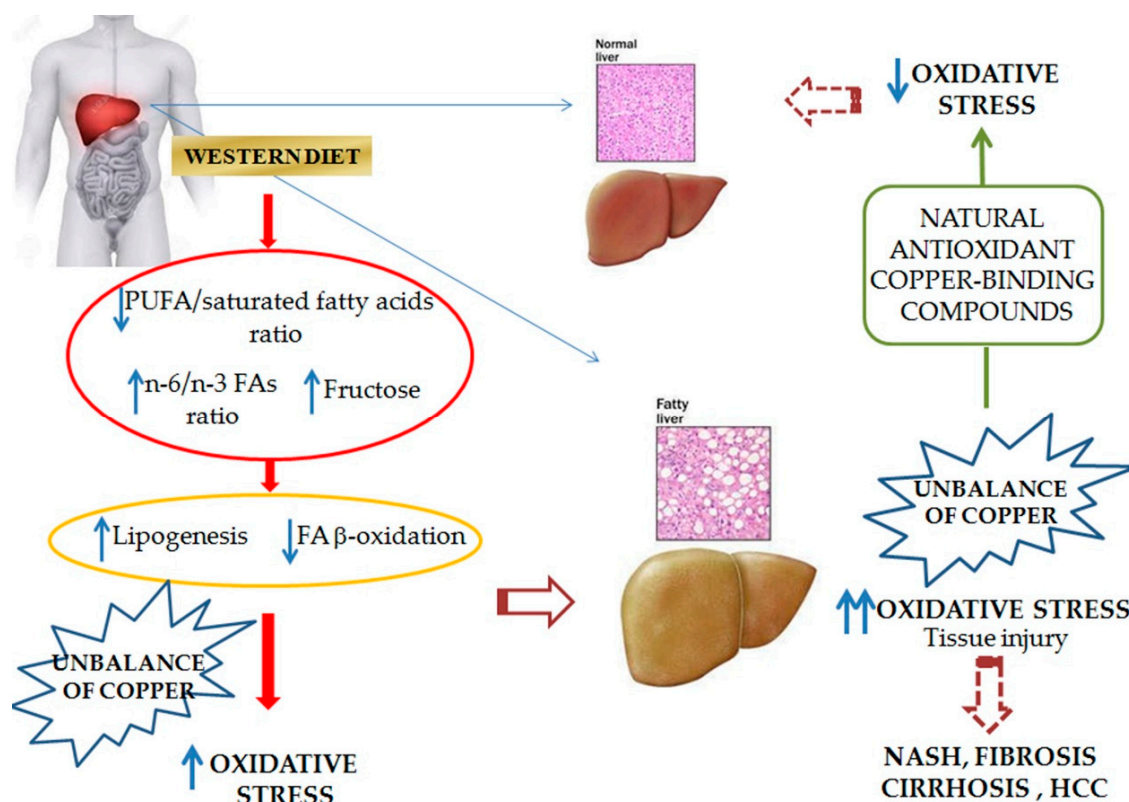 WESTERN DIET
↓PUFA/saturated fatty acids
ratio
↑n-6/n-3 FAs
ratio
↑Fructose
↑Lipogenesis
↓FA β-oxidation
UNBALANCE
OF COPPER
↑OXIDATIVE
STRESS
Normal
liver
Fatty
liver
↓OXIDATIVE
STRESS
NATURAL
ANTIOXIDANT
COPPER-BINDING
COMPOUNDS
UNBALANCE
OF COPPER
↑↑OXIDATIVE STRESS
Tissue injury
NASH, FIBROSIS
CIRRHOSIS , HCC